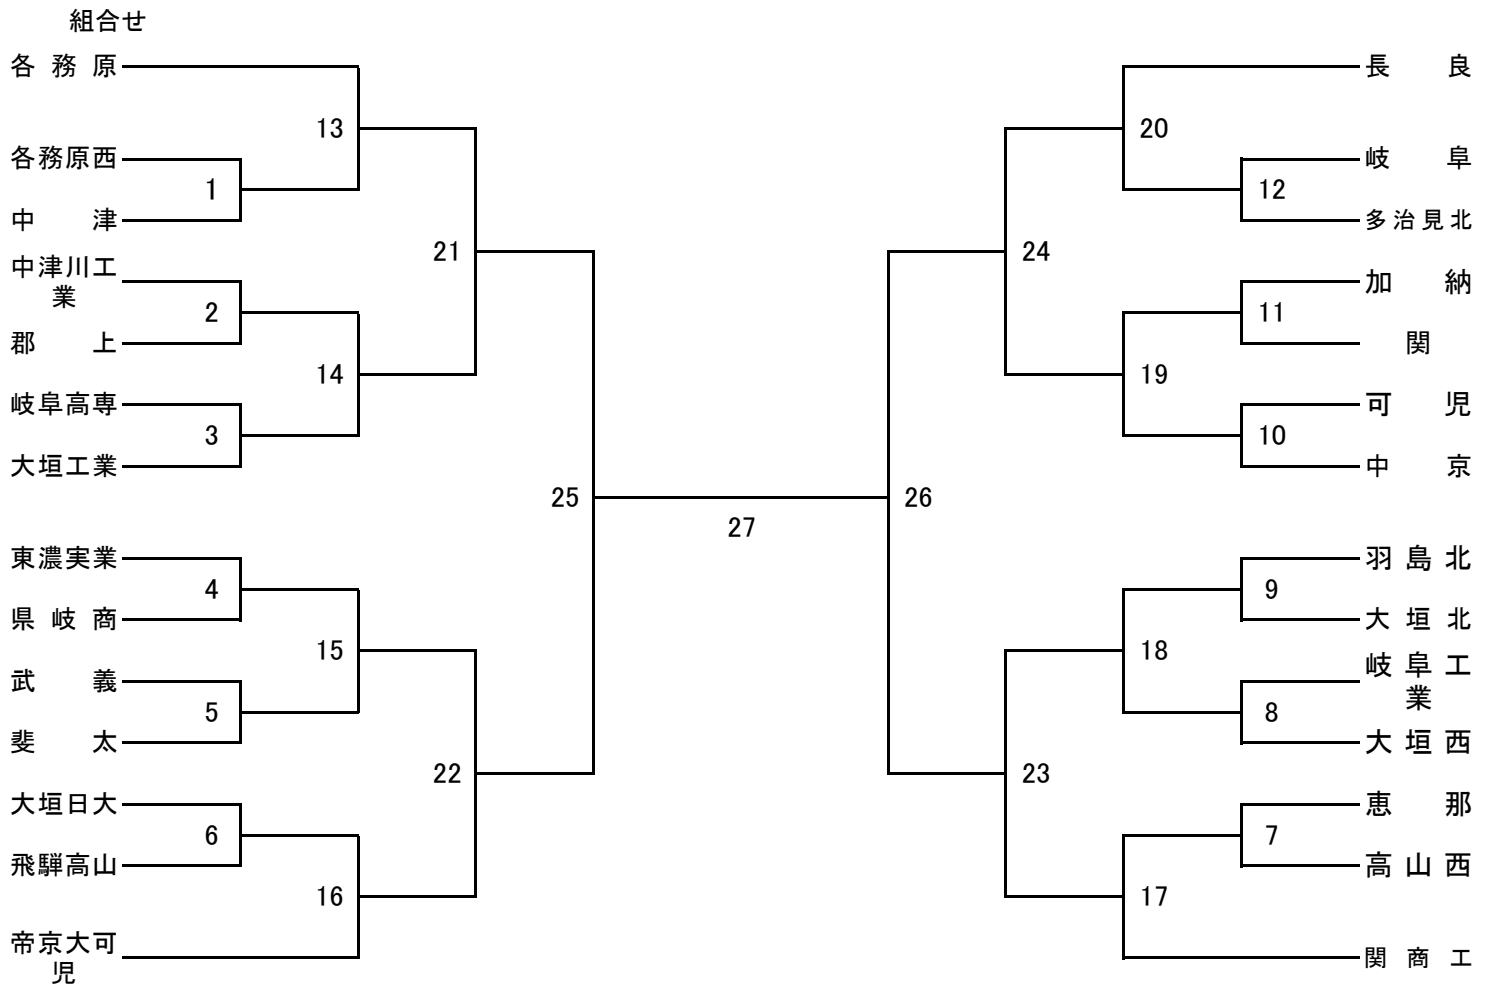 組合せ
各務原
13
各務原西
1
中津
21
中津川工
業
2
郡上
14
岐阜高専
3
大垣工業
25
東濃実業
4
県岐商
15
武義
5
斐太
22
大垣日大
6
飛騨高山
16
帝京大可
児
27
長良
20
岐阜
12
多治見北
24
加納
11
関
19
可児
10
中京
26
羽島北
9
大垣北
18
岐阜工
業
8
大垣西
23
恵那
7
高山西
17
関商工